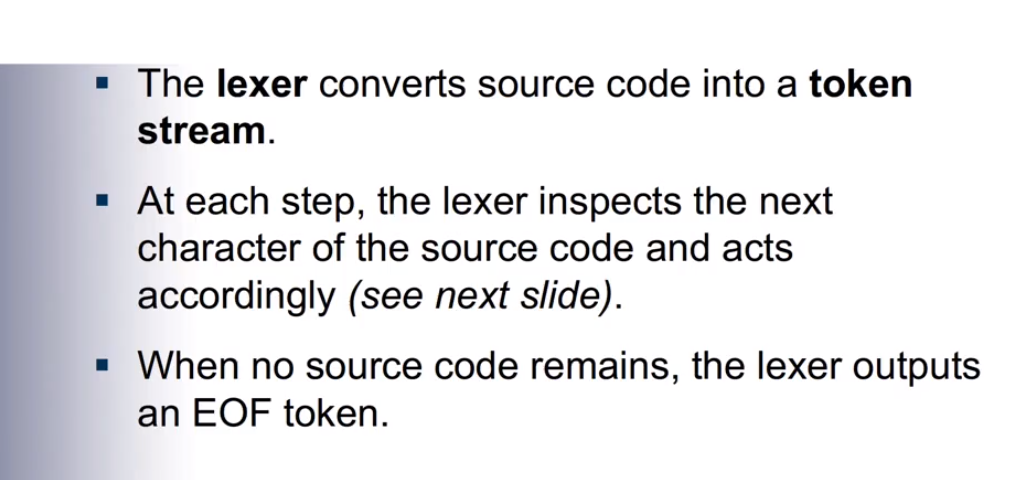 ▪ The lexer converts source code into a token
stream.
▪ At each step, the lexer inspects the next
character of the source code and acts
accordingly (see next slide).
▪ When no source code remains, the lexer outputs
an EOF token.